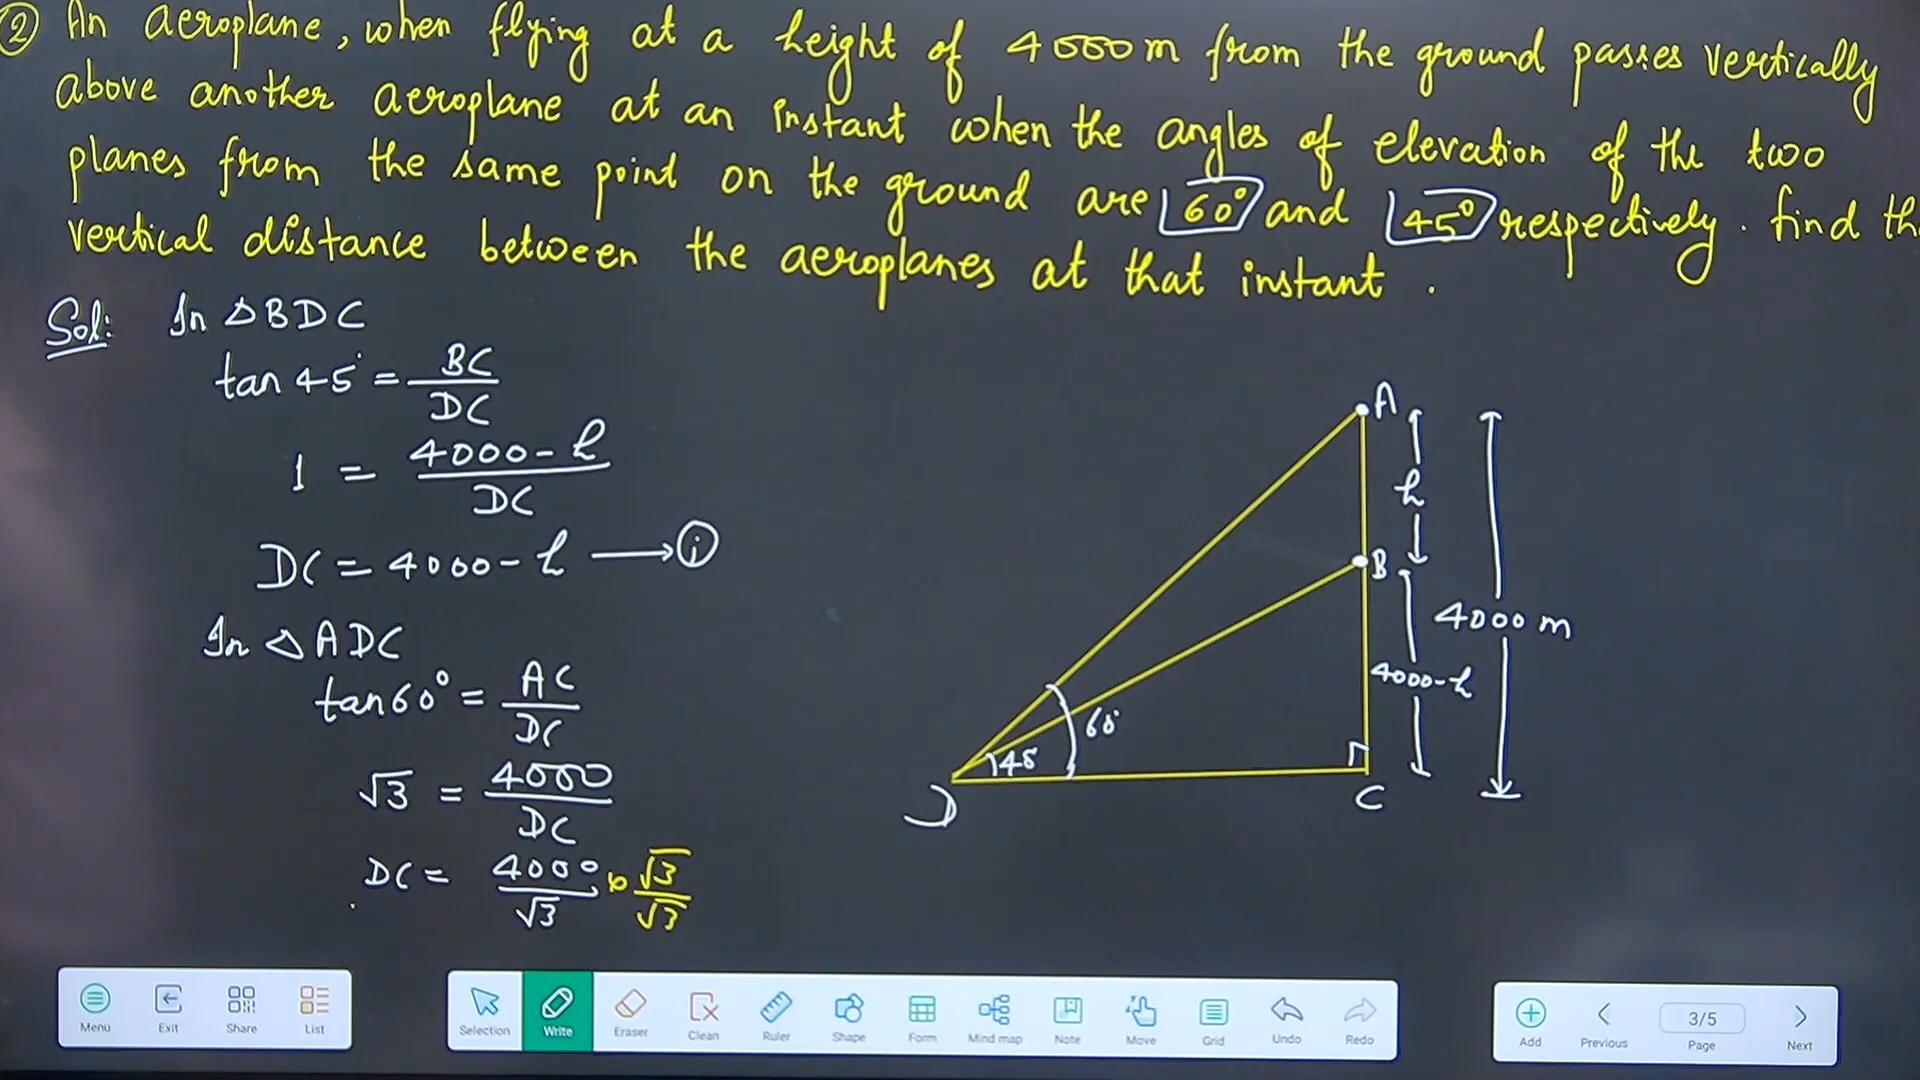 ② An aeroplane, when flying at a height of 4000m from the ground passes vertically
above another aeroplane at an instant when the angles of elevation of the two
planes from the same point on the ground are 60° and 45° respectively. find th
vertical distance between the aeroplanes at that instant.
Sol: In △BDC
tan 45° = BC/DC
1 = 4000-h/DC
DC = 4000-h → ①
In △ADC
tan60° = AC/DC
√3 = 4000/DC
DC = 4000/√3 × √3/√3
A
h
B
4000 m
4000-h
60°
45
D
C
Menu Exit Share List
Selection Write Eraser Clean Ruler Shape Form Mind map Note Move Grid Undo Redo
Add Previous 3/5 Page Next